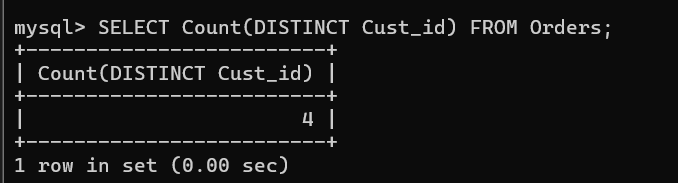 mysql> SELECT Count(DISTINCT Cust_id) FROM Orders;
+-------------------------+
| Count(DISTINCT Cust_id) |
+-------------------------+
|                       4 |
+-------------------------+
1 row in set (0.00 sec)